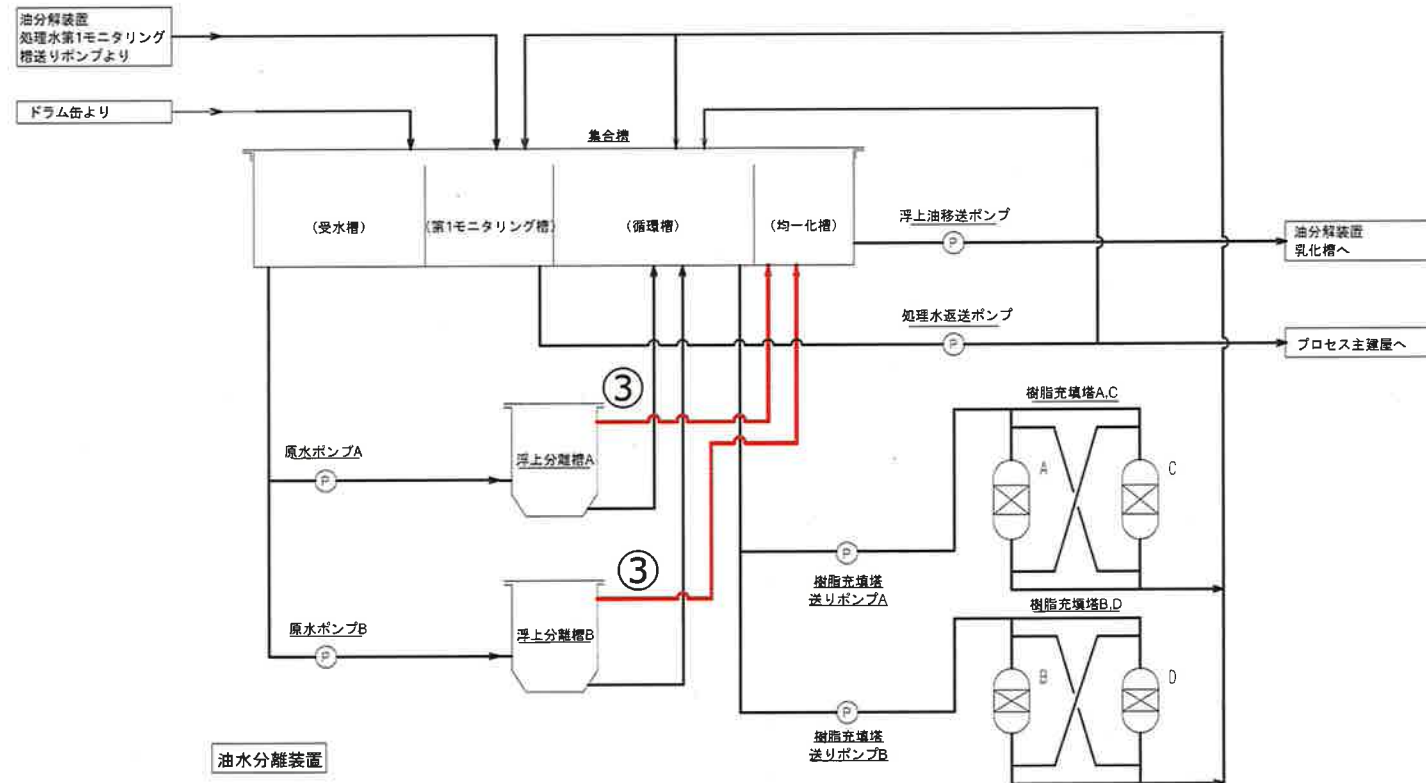 油分解装置
処理水第1モニタリング
槽送りポンプより
ドラム缶より
集合槽
(受水槽)
(第1モニタリング槽)
(循環槽)
(均一化槽)
浮上油移送ポンプ
P
油分解装置
乳化槽へ
処理水返送ポンプ
P
プロセス主建屋へ
③
原水ポンプA
P
浮上分離槽A
樹脂充填塔A,C
A
C
P
樹脂充填塔
送りポンプA
③
原水ポンプB
P
浮上分離槽B
樹脂充填塔B,D
B
D
P
樹脂充填塔
送りポンプB
油水分離装置